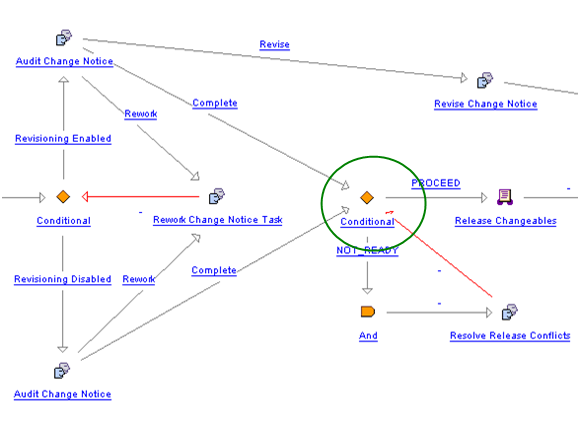 Revise
Audit Change Notice
Revise Change Notice
Complete
Rework
Revisioning Enabled
PROCEED
-
Conditional
-
Rework Change Notice Task
Conditional
Release Changeables
NOT_READY
Complete
-
Revisioning Disabled
Rework
-
And
Resolve Release Conflicts
Audit Change Notice